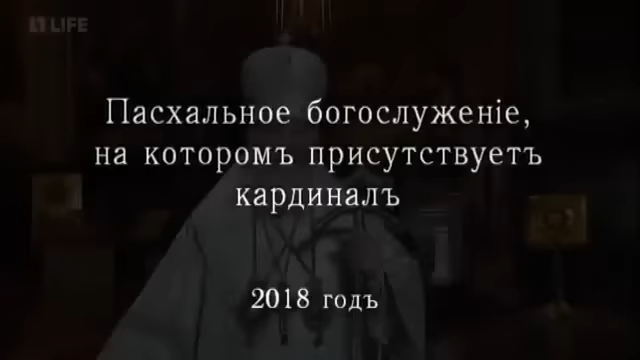 LIFE
Пасхальное богослуженіе,
на которомъ присутствуетъ
кардиналъ
2018 годъ